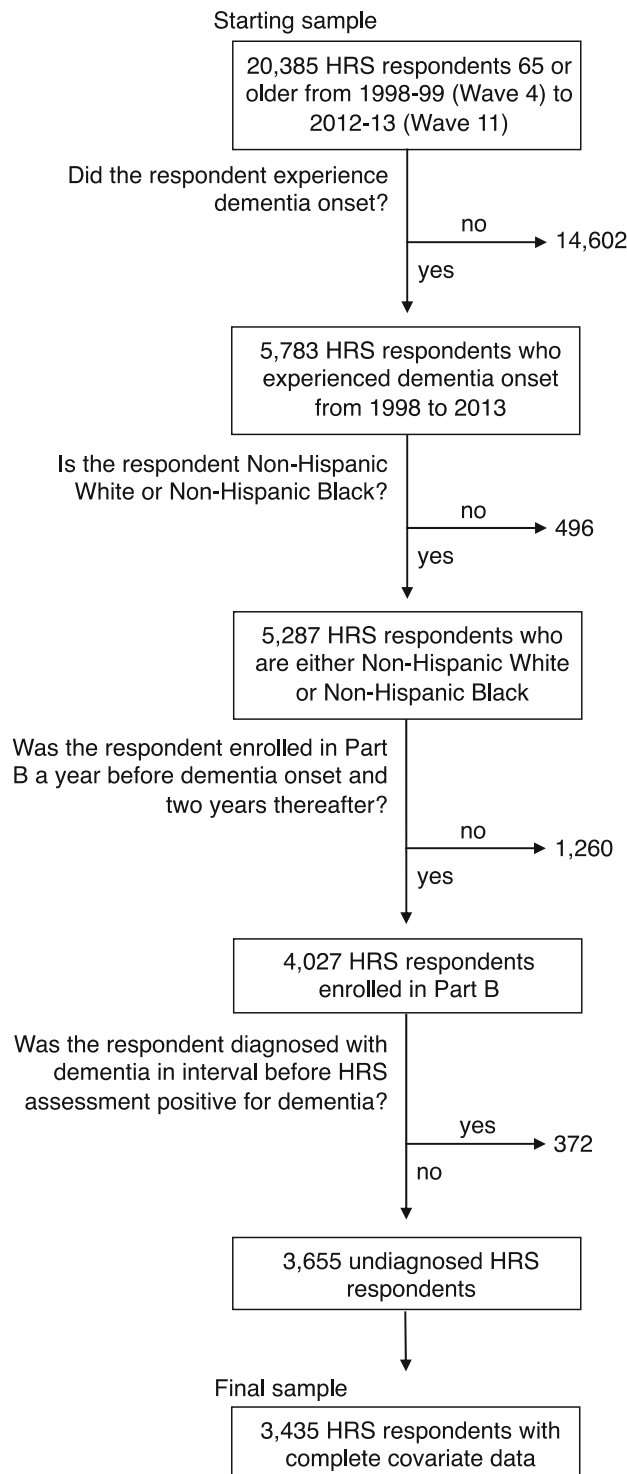 Starting sample
20,385 HRS respondents 65 or
older from 1998-99 (Wave 4) to
2012-13 (Wave 11)
Did the respondent experience
dementia onset?
no
14,602
yes
5,783 HRS respondents who
experienced dementia onset
from 1998 to 2013
Is the respondent Non-Hispanic
White or Non-Hispanic Black?
no
496
yes
5,287 HRS respondents who
are either Non-Hispanic White
or Non-Hispanic Black
Was the respondent enrolled in Part
B a year before dementia onset and
two years thereafter?
no
1,260
yes
4,027 HRS respondents
enrolled in Part B
Was the respondent diagnosed with
dementia in interval before HRS
assessment positive for dementia?
yes
372
no
3,655 undiagnosed HRS
respondents
Final sample
3,435 HRS respondents with
complete covariate data